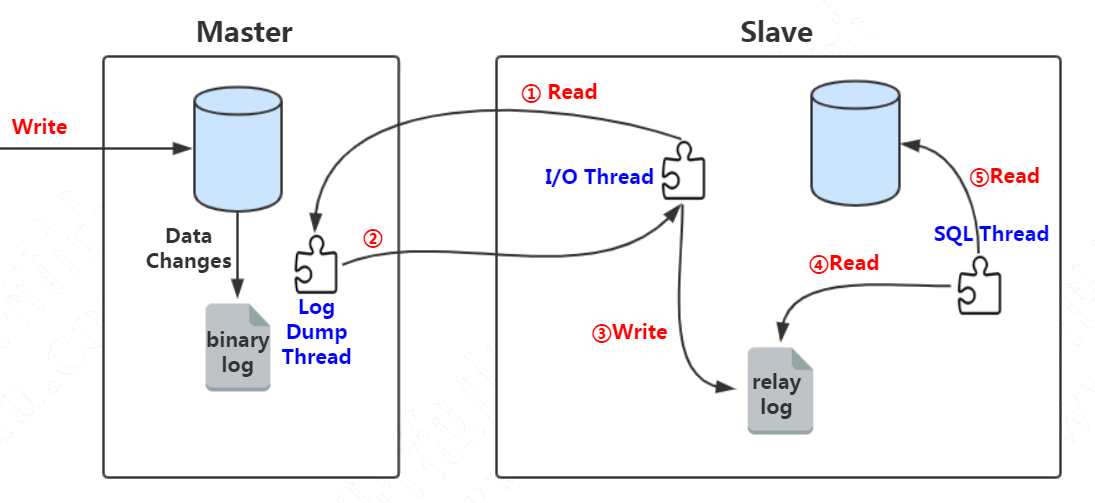 Master
Slave
Write
① Read
I/O Thread
⑤Read
Data
Changes
②
SQL Thread
④Read
Log
Dump
Thread
binary
log
③Write
relay
log